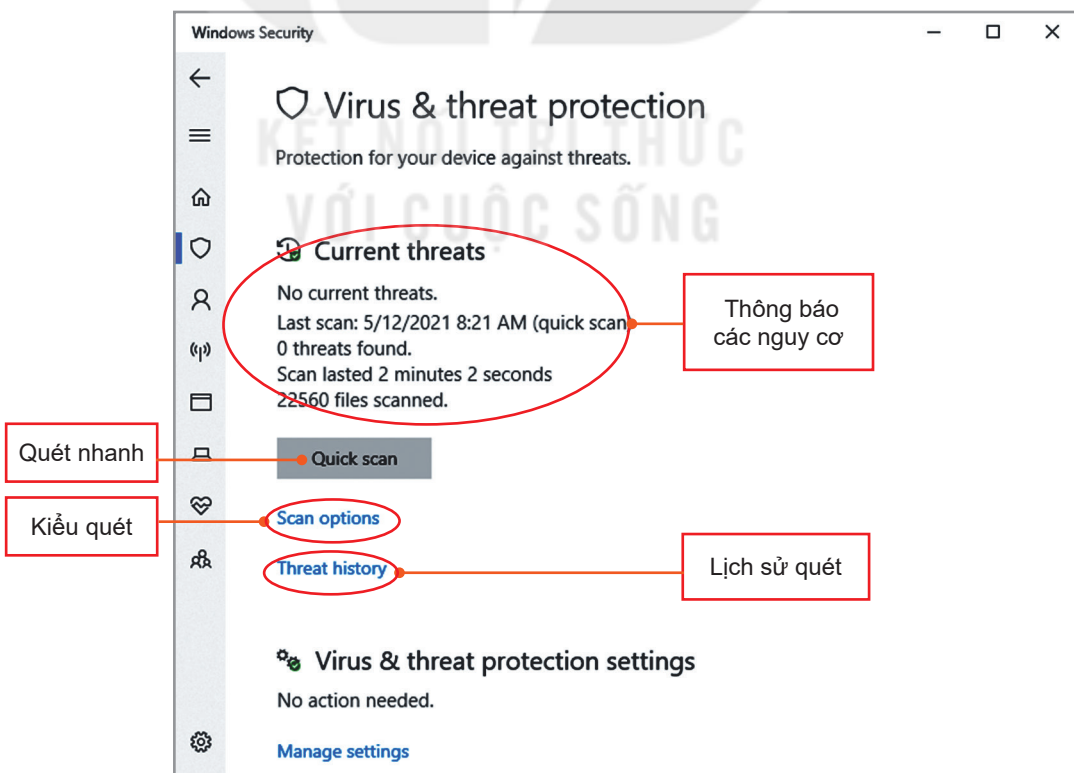 Windows Security
Virus & threat protection
KẾT NỐI TRI THỨC
Protection for your device against threats.
VỚI CUỘC SỐNG
Current threats
No current threats.
Last scan: 5/12/2021 8:21 AM (quick scan
0 threats found.
Scan lasted 2 minutes 2 seconds
22560 files scanned.
Thông báo
các nguy cơ
Quét nhanh
Quick scan
Kiểu quét
Scan options
Threat history
Lịch sử quét
Virus & threat protection settings
No action needed.
Manage settings